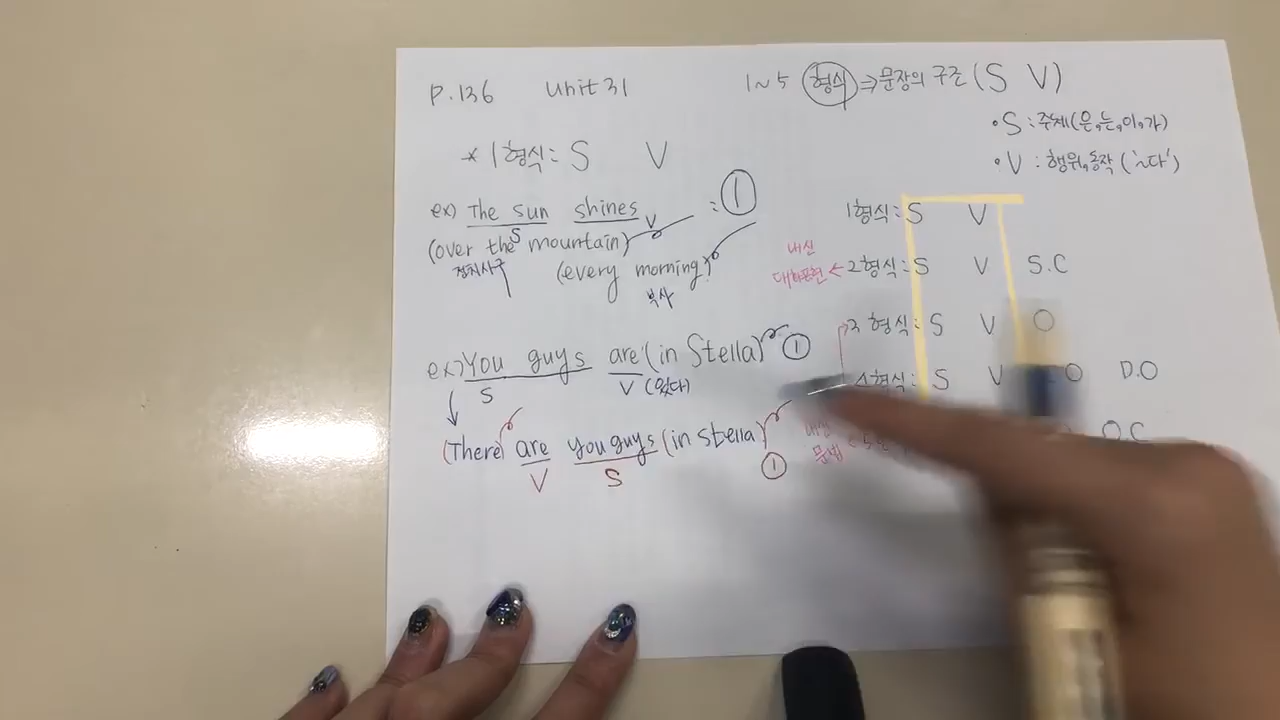 P.136 Unit 31
* 1형식: S V
ex) The sun shines : ①
S V
(over the mountain)
전치사구
(every morning)
부사
ex) You guys are (in Stella) ①
S V (있다)
(There) are you guys (in Stella) ①
V S
1~5 형식 ⇒ 문장의 구조 (S V)
• S : 주체(은,는,이,가)
• V : 행위,동작 ('~다')
1형식: S V
내신
2형식: S V S.C
3형식: S V O
4형식: S V O D.O
내신
문법
O.C